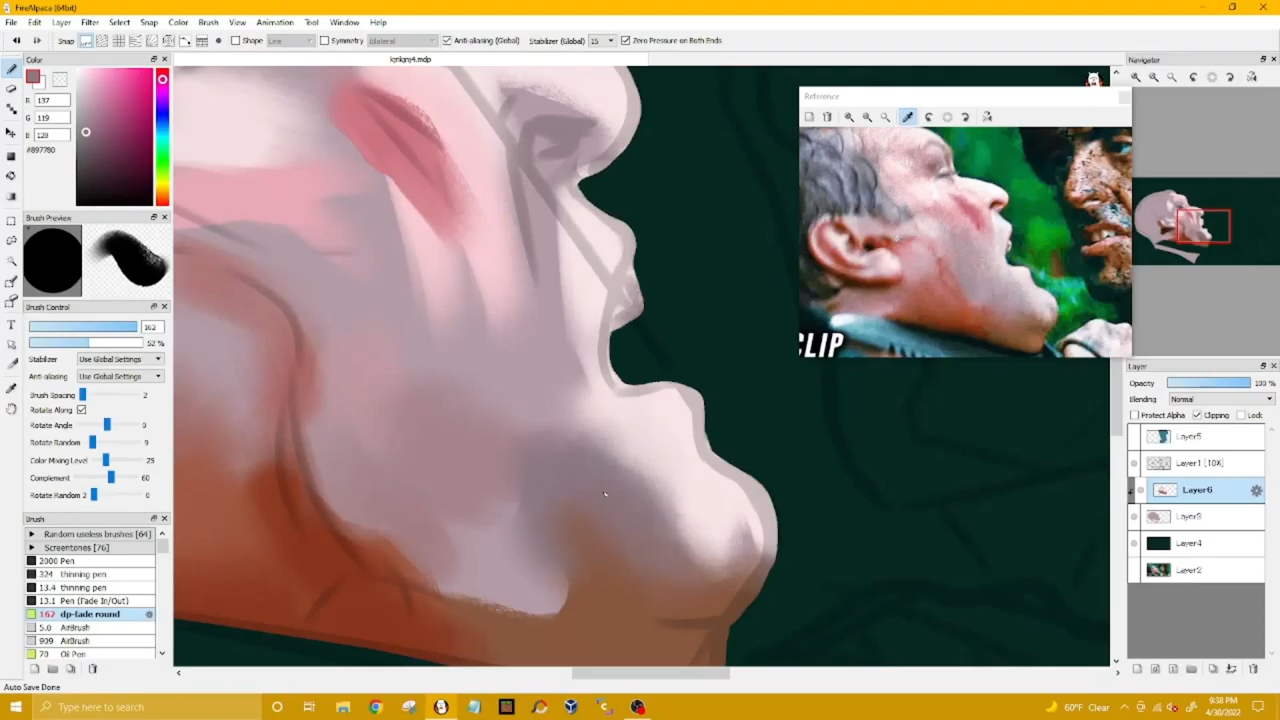 FireAlpaca (64bit)
File Edit Layer Filter Select Snap Color Brush View Animation Tool Window Help
Snap Shape Line Symmetry Bilateral Anti-aliasing (Global) Stabilizer (Global) 15 Zero Pressure on Both Ends
Color
R 137
G 119
B 128
#897780
Brush Preview
Brush Control
162
52 %
Stabilizer Use Global Settings
Anti-aliasing Use Global Settings
Brush Spacing 2
Rotate Along
Rotate Angle 0
Rotate Random 9
Color Mixing Level 25
Complement 60
Rotate Random 2 0
Brush
Random useless brushes [64]
Screentones [76]
2000 Pen
324 thinning pen
13.4 thinning pen
13.1 Pen (Fade In/Out)
162 dp-fade round
5.0 AirBrush
909 AirBrush
70 Oil Pen
Auto Save Done
Reference
CLIP
Navigator
Layer
Opacity 100 %
Blending Normal
Protect Alpha Clipping Lock
Layer5
Layer1 [10%]
Layer6
Layer3
Layer4
Layer2
Type here to search
60°F Clear
9:38 PM
4/30/2022